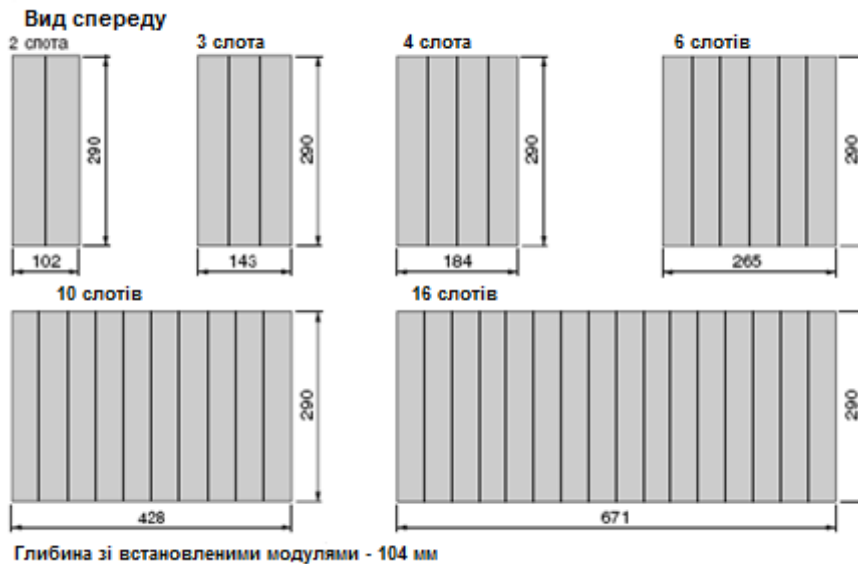 Вид спереду
2 слота
3 слота
4 слота
6 слотів
290
290
290
290
102
143
184
265
10 слотів
16 слотів
290
290
428
671
Глибина зі встановленими модулями - 104 мм